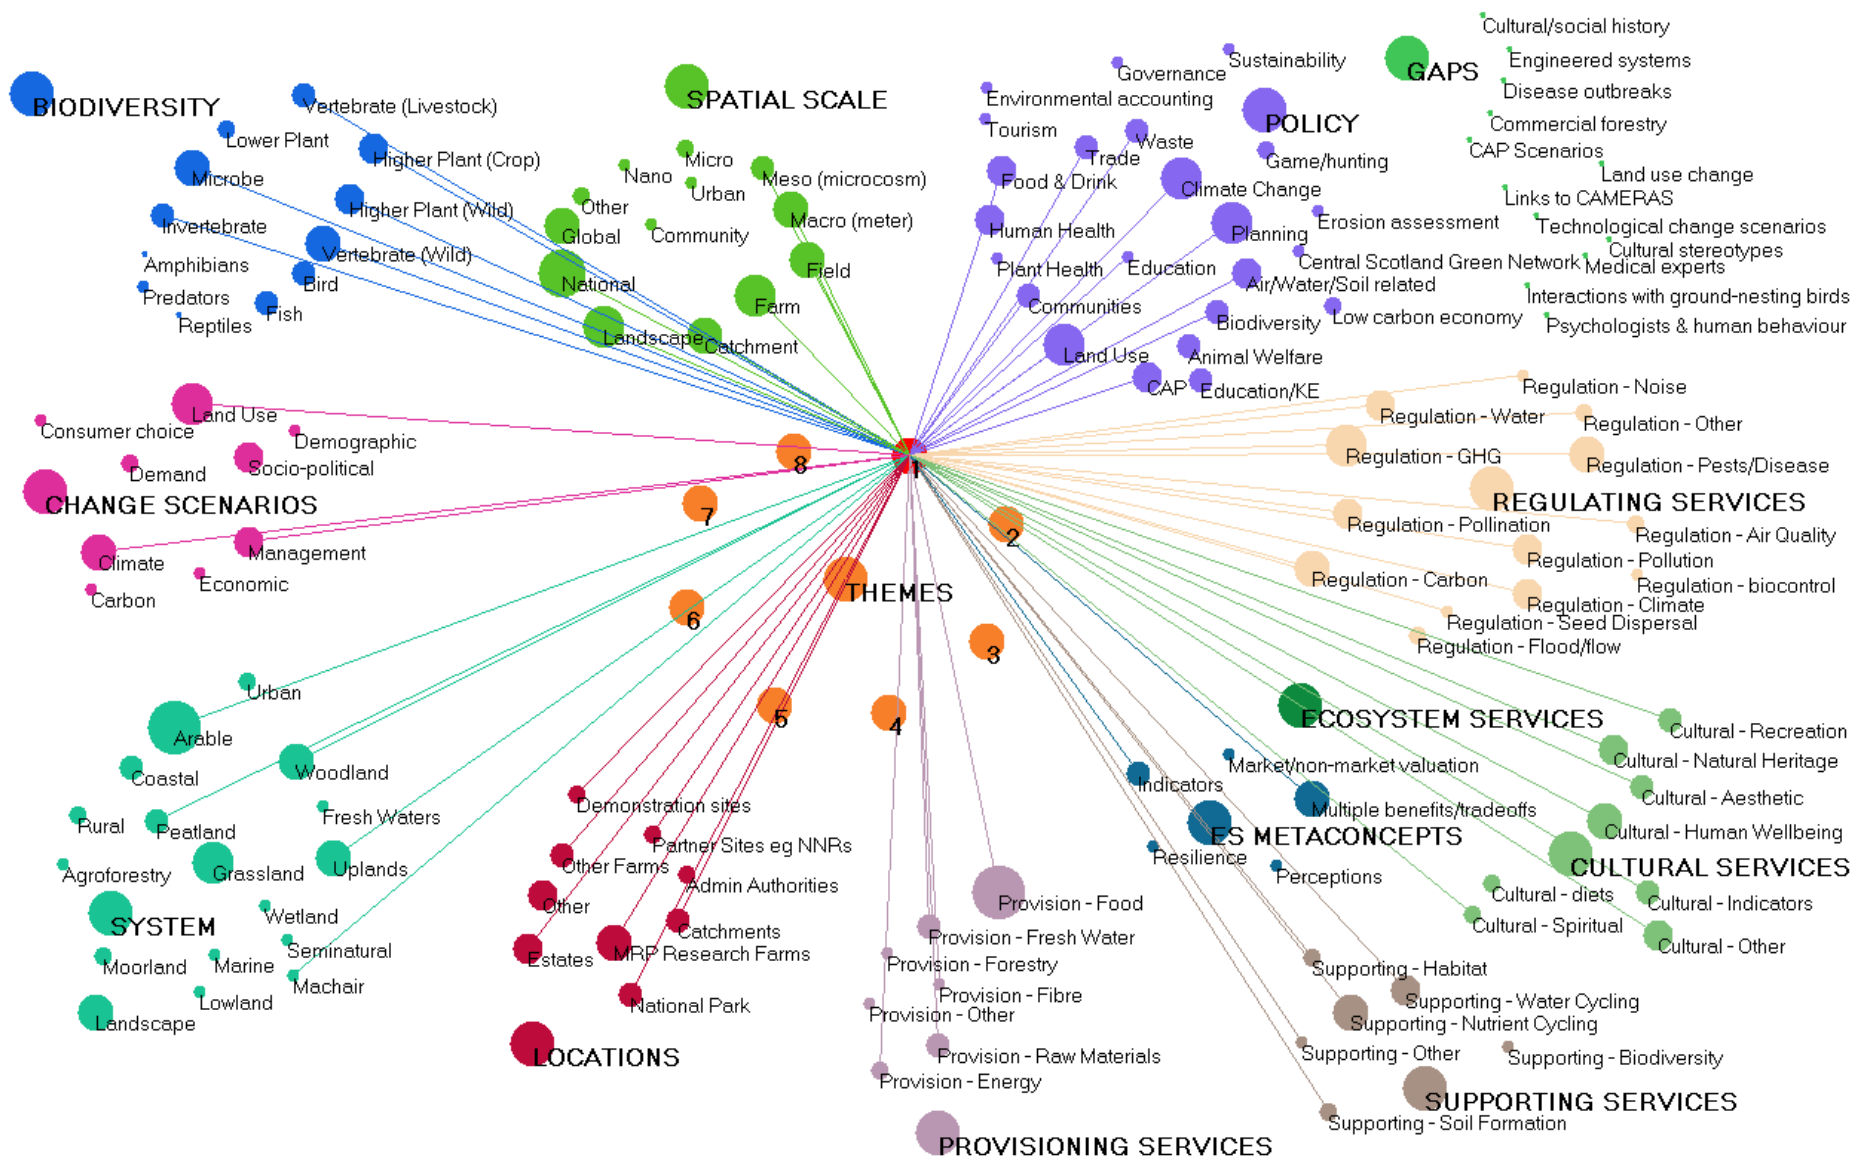 BIODIVERSITY
Vertebrate (Livestock)
Lower Plant
Higher Plant (Crop)
Microbe
Higher Plant (Wild)
Invertebrate
Vertebrate (Wild)
Amphibians
Bird
Predators
Fish
Reptiles
SPATIAL SCALE
Micro
Nano
Urban
Meso (microcosm)
Other
Macro (meter)
Global
Community
National
Field
Farm
Landscape
Catchment
Sustainability
Governance
Environmental accounting
POLICY
Tourism
Waste
Trade
Game/hunting
Food & Drink
Climate Change
Human Health
Planning
Erosion assessment
Plant Health
Education
Central Scotland Green Network
Air/Water/Soil related
Communities
Biodiversity
Low carbon economy
Land Use
Animal Welfare
CAP
Education/KE
GAPS
Cultural/social history
Engineered systems
Disease outbreaks
Commercial forestry
CAP Scenarios
Land use change
Links to CAMERAS
Technological change scenarios
Cultural stereotypes
Medical experts
Interactions with ground-nesting birds
Psychologists & human behaviour
Land Use
Consumer choice
Demographic
Demand
Socio-political
CHANGE SCENARIOS
Management
Climate
Economic
Carbon
1
8
7
2
THEMES
6
3
5
4
Regulation - Noise
Regulation - Water
Regulation - Other
Regulation - GHG
Regulation - Pests/Disease
REGULATING SERVICES
Regulation - Pollination
Regulation - Air Quality
Regulation - Pollution
Regulation - Carbon
Regulation - biocontrol
Regulation - Climate
Regulation - Seed Dispersal
Regulation - Flood/flow
Urban
Arable
Coastal
Woodland
Rural
Peatland
Fresh Waters
Agroforestry
Grassland
Uplands
SYSTEM
Wetland
Seminatural
Moorland
Marine
Machair
Lowland
Landscape
Demonstration sites
Partner Sites eg NNRs
Other Farms
Admin Authorities
Other
Catchments
Estates
MRP Research Farms
National Park
LOCATIONS
Provision - Food
Provision - Fresh Water
Provision - Forestry
Provision - Fibre
Provision - Other
Provision - Raw Materials
Provision - Energy
PROVISIONING SERVICES
ECOSYSTEM SERVICES
Market/non-market valuation
Indicators
Multiple benefits/tradeoffs
ES METACONCEPTS
Resilience
Perceptions
Cultural - Recreation
Cultural - Natural Heritage
Cultural - Aesthetic
Cultural - Human Wellbeing
CULTURAL SERVICES
Cultural - diets
Cultural - Indicators
Cultural - Spiritual
Cultural - Other
Supporting - Habitat
Supporting - Water Cycling
Supporting - Nutrient Cycling
Supporting - Other
Supporting - Biodiversity
SUPPORTING SERVICES
Supporting - Soil Formation